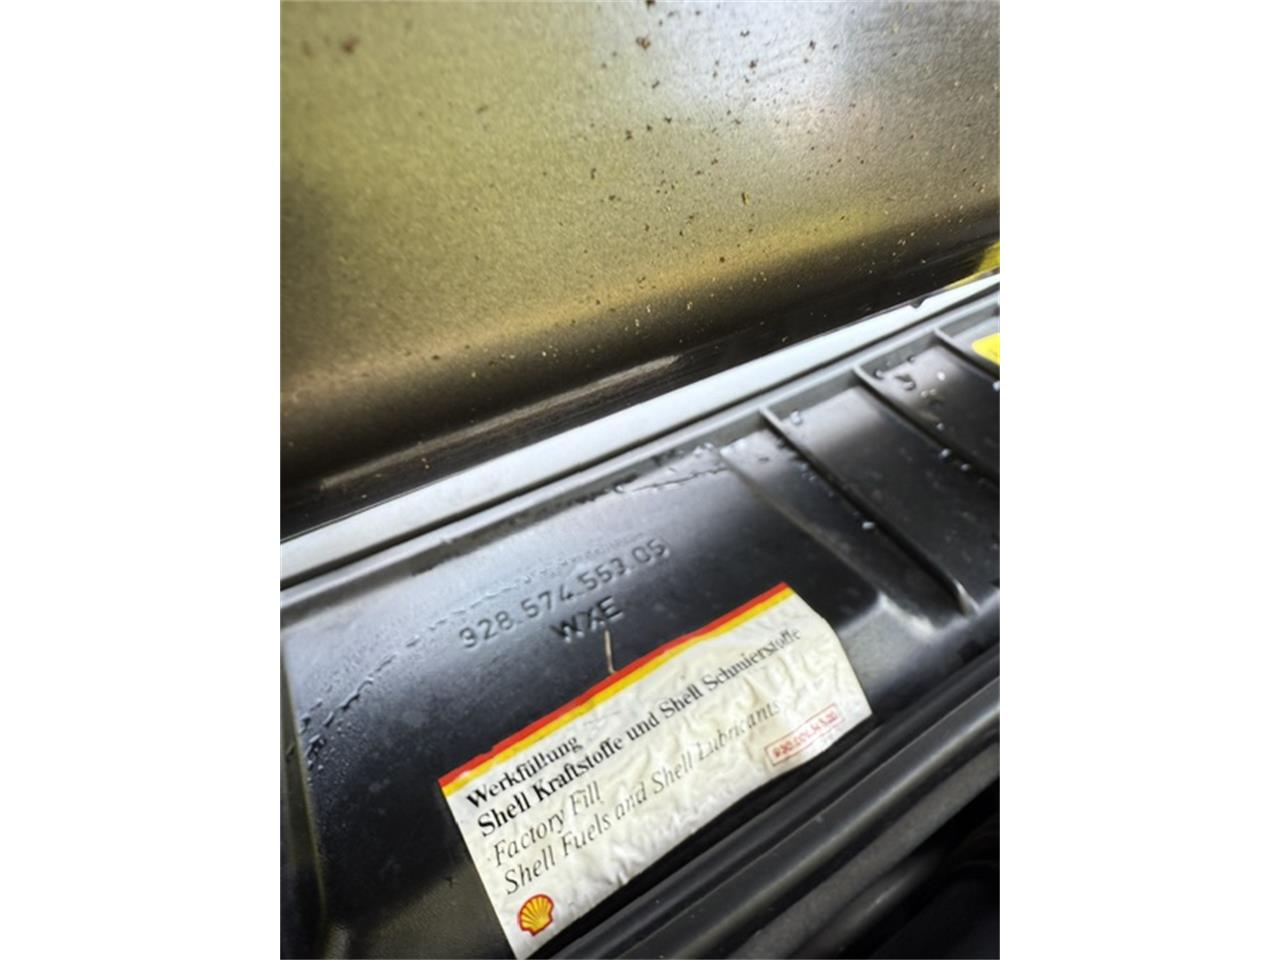 928.574.553.05
WXE
Werkfüllung
Shell Kraftstoffe und Shell Schmierstoffe
Factory Fill
Shell Fuels and Shell Lubricants